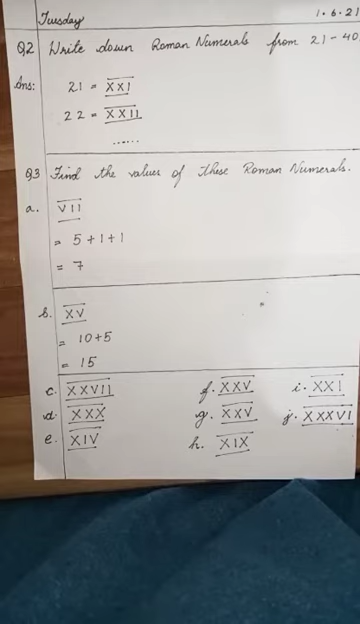 Tuesday 1.6.21
Q2 Write down Roman Numerals from 21-40
Ans: 21 = XXI
22 = XXII
......
Q3 Find the values of these Roman Numerals.
a. VII
= 5+1+1
= 7
b. XV
= 10+5
= 15
c. XXVII f. XXV i. XXI
d. XXX g. XXV j. XXXVI
e. XIV h. XIX